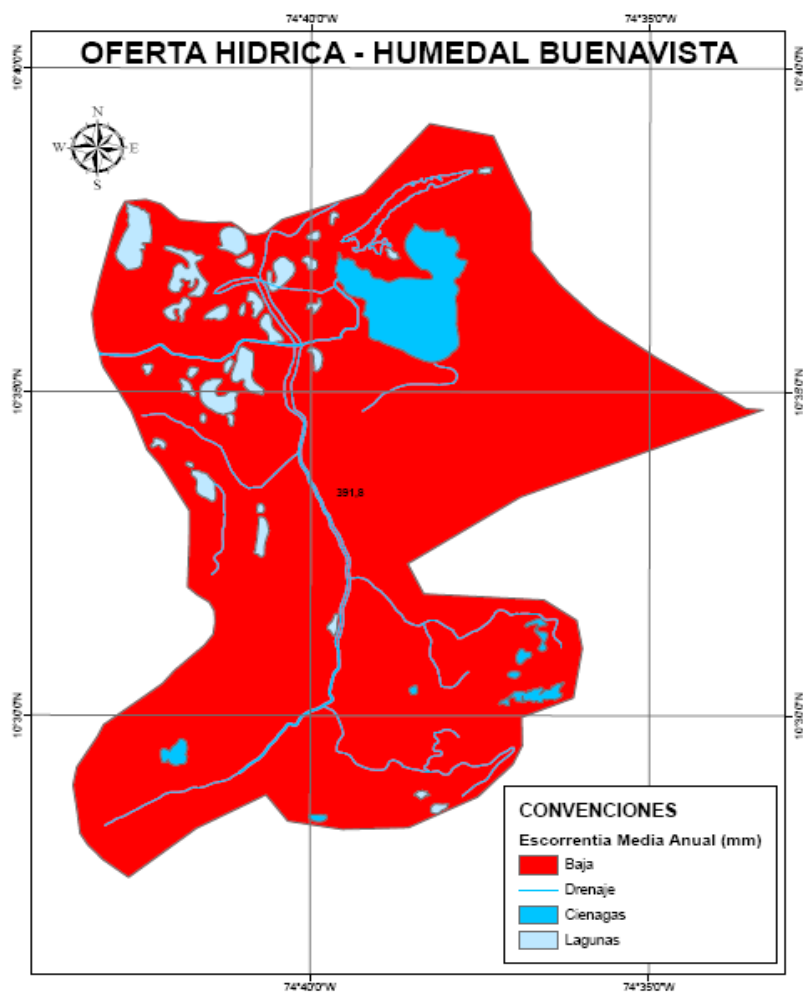 74°40'0"W 74°35'0"W
OFERTA HIDRICA - HUMEDAL BUENAVISTA
10°40'0"N 10°40'0"N
N
W E
S
10°35'0"N 10°35'0"N
391,8
10°30'0"N 10°30'0"N
CONVENCIONES
Escorrentia Media Anual (mm)
Baja
Drenaje
Cienagas
Lagunas
74°40'0"W 74°35'0"W